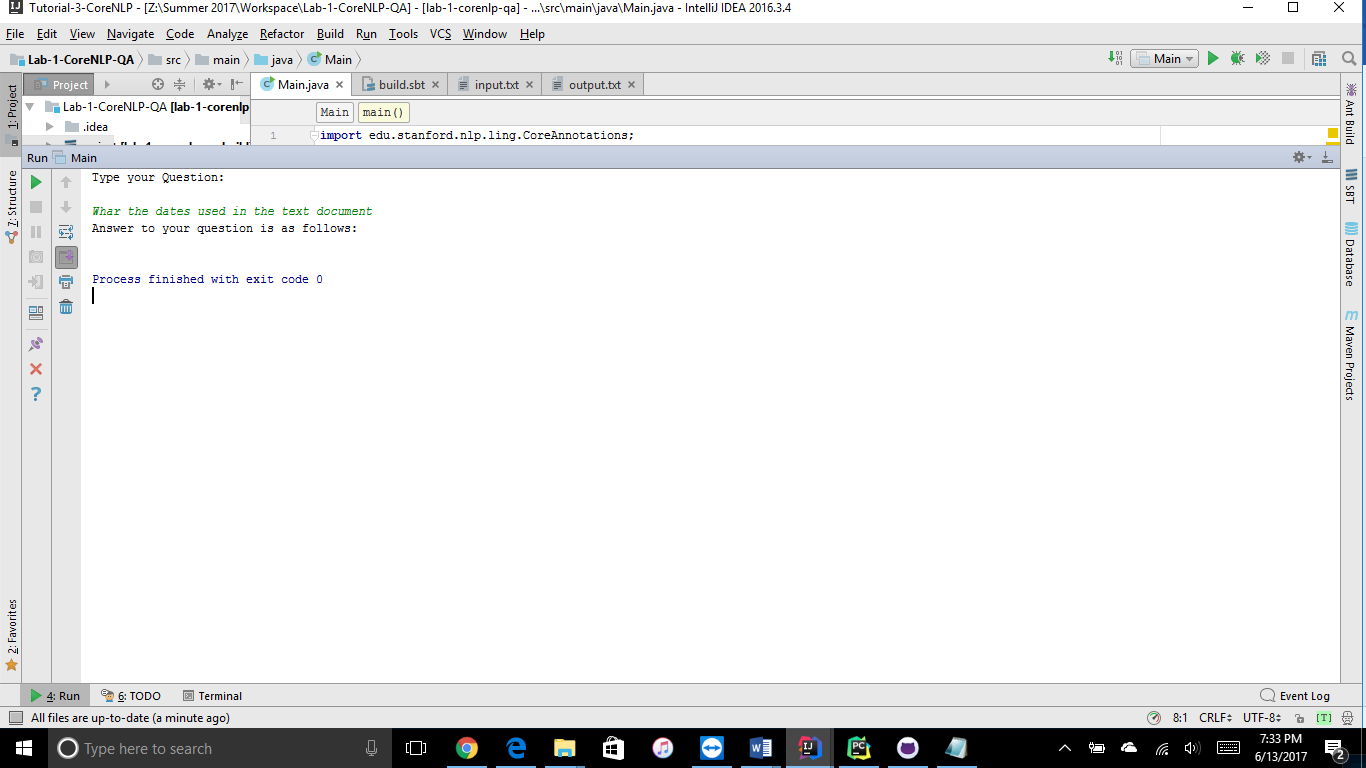 Tutorial-3-CoreNLP - [Z:\Summer 2017\Workspace\Lab-1-CoreNLP-QA] - [lab-1-corenlp-qa] - ...\src\main\java\Main.java - IntelliJ IDEA 2016.3.4
File Edit View Navigate Code Analyze Refactor Build Run Tools VCS Window Help
Lab-1-CoreNLP-QA src main java Main
Main
Project
Main.java build.sbt input.txt output.txt
1: Project
Lab-1-CoreNLP-QA [lab-1-corenlp
.idea
Main main()
1 import edu.stanford.nlp.ling.CoreAnnotations;
Run Main
Type your Question:
Whar the dates used in the text document
Answer to your question is as follows:
Process finished with exit code 0
7: Structure
2: Favorites
Ant Build
SBT
Database
m
Maven Projects
4: Run 6: TODO Terminal
Event Log
All files are up-to-date (a minute ago)
8:1 CRLF UTF-8 [T]
Type here to search
7:33 PM
6/13/2017
2